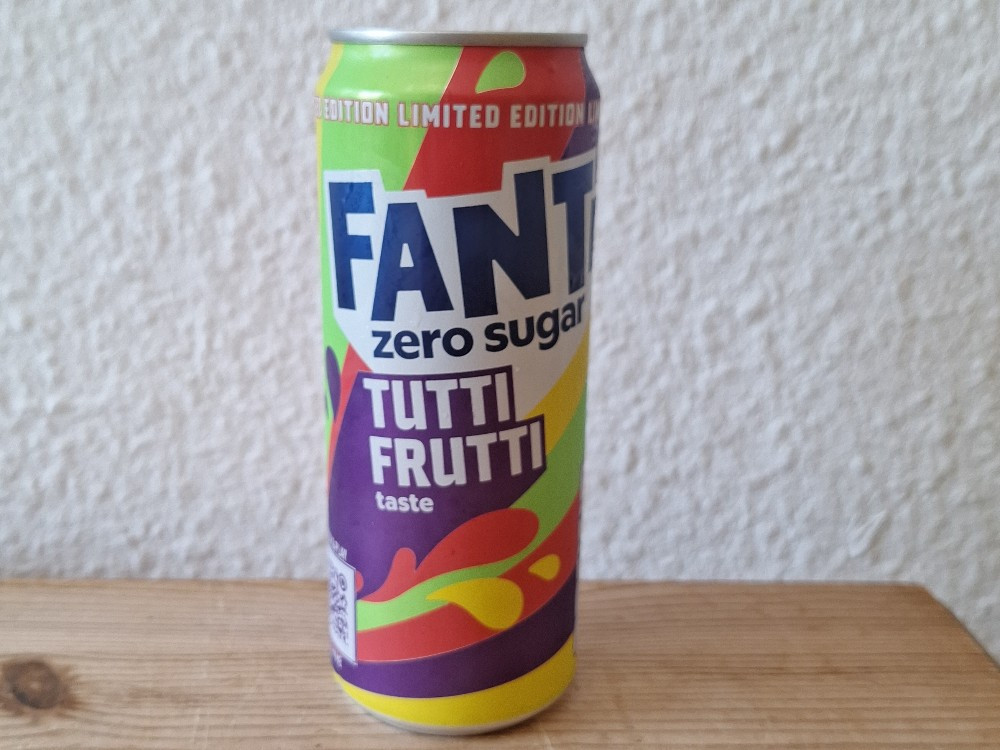 EDITION LIMITED EDITION
FANT
zero sugar
TUTTI
FRUTTI
taste